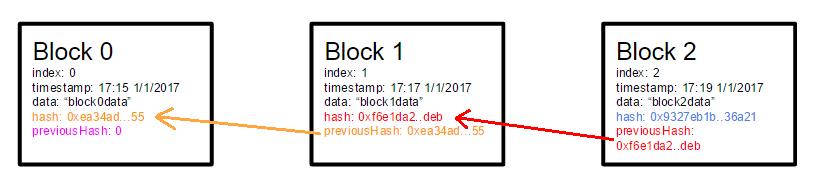 Block 0
index: 0
timestamp: 17:15 1/1/2017
data: “block0data”
hash: 0xea34ad...55
previousHash: 0
Block 1
index: 1
timestamp: 17:17 1/1/2017
data: “block1data”
hash: 0xf6e1da2..deb
previousHash: 0xea34ad...55
Block 2
index: 2
timestamp: 17:19 1/1/2017
data: “block2data”
hash: 0x9327eb1b..36a21
previousHash:
0xf6e1da2..deb